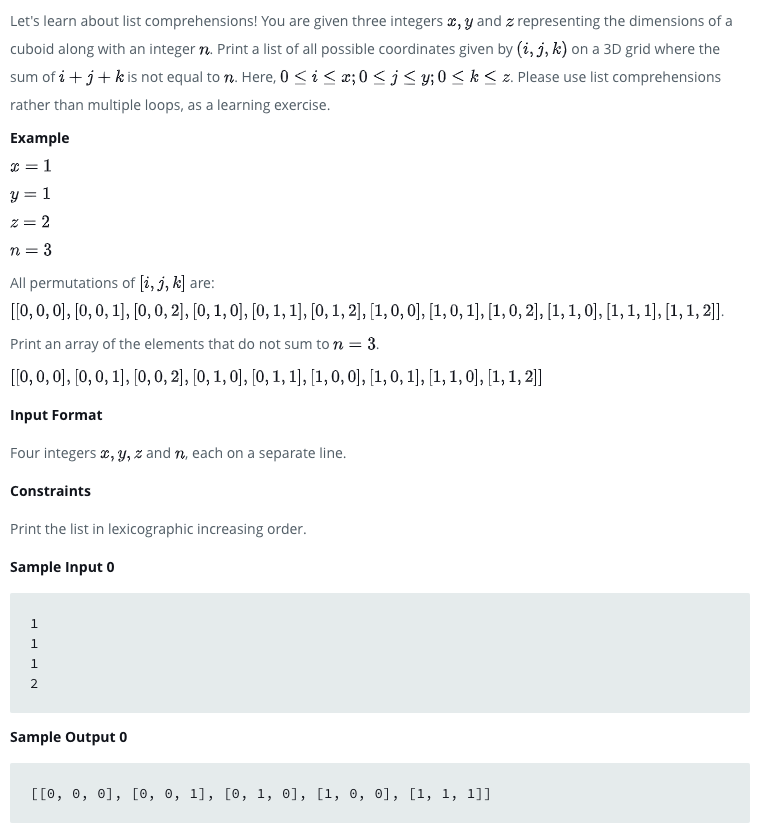 Let's learn about list comprehensions! You are given three integers x, y and z representing the dimensions of a
cuboid along with an integer n. Print a list of all possible coordinates given by (i, j, k) on a 3D grid where the
sum of i + j + k is not equal to n. Here, 0 ≤ i ≤ x; 0 ≤ j ≤ y; 0 ≤ k ≤ z. Please use list comprehensions
rather than multiple loops, as a learning exercise.
Example
x = 1
y = 1
z = 2
n = 3
All permutations of [i, j, k] are:
[[0, 0, 0], [0, 0, 1], [0, 0, 2], [0, 1, 0], [0, 1, 1], [0, 1, 2], [1, 0, 0], [1, 0, 1], [1, 0, 2], [1, 1, 0], [1, 1, 1], [1, 1, 2]].
Print an array of the elements that do not sum to n = 3.
[[0, 0, 0], [0, 0, 1], [0, 0, 2], [0, 1, 0], [0, 1, 1], [1, 0, 0], [1, 0, 1], [1, 1, 0], [1, 1, 2]]
Input Format
Four integers x, y, z and n, each on a separate line.
Constraints
Print the list in lexicographic increasing order.
Sample Input 0
1
1
1
2
Sample Output 0
[[0, 0, 0], [0, 0, 1], [0, 1, 0], [1, 0, 0], [1, 1, 1]]